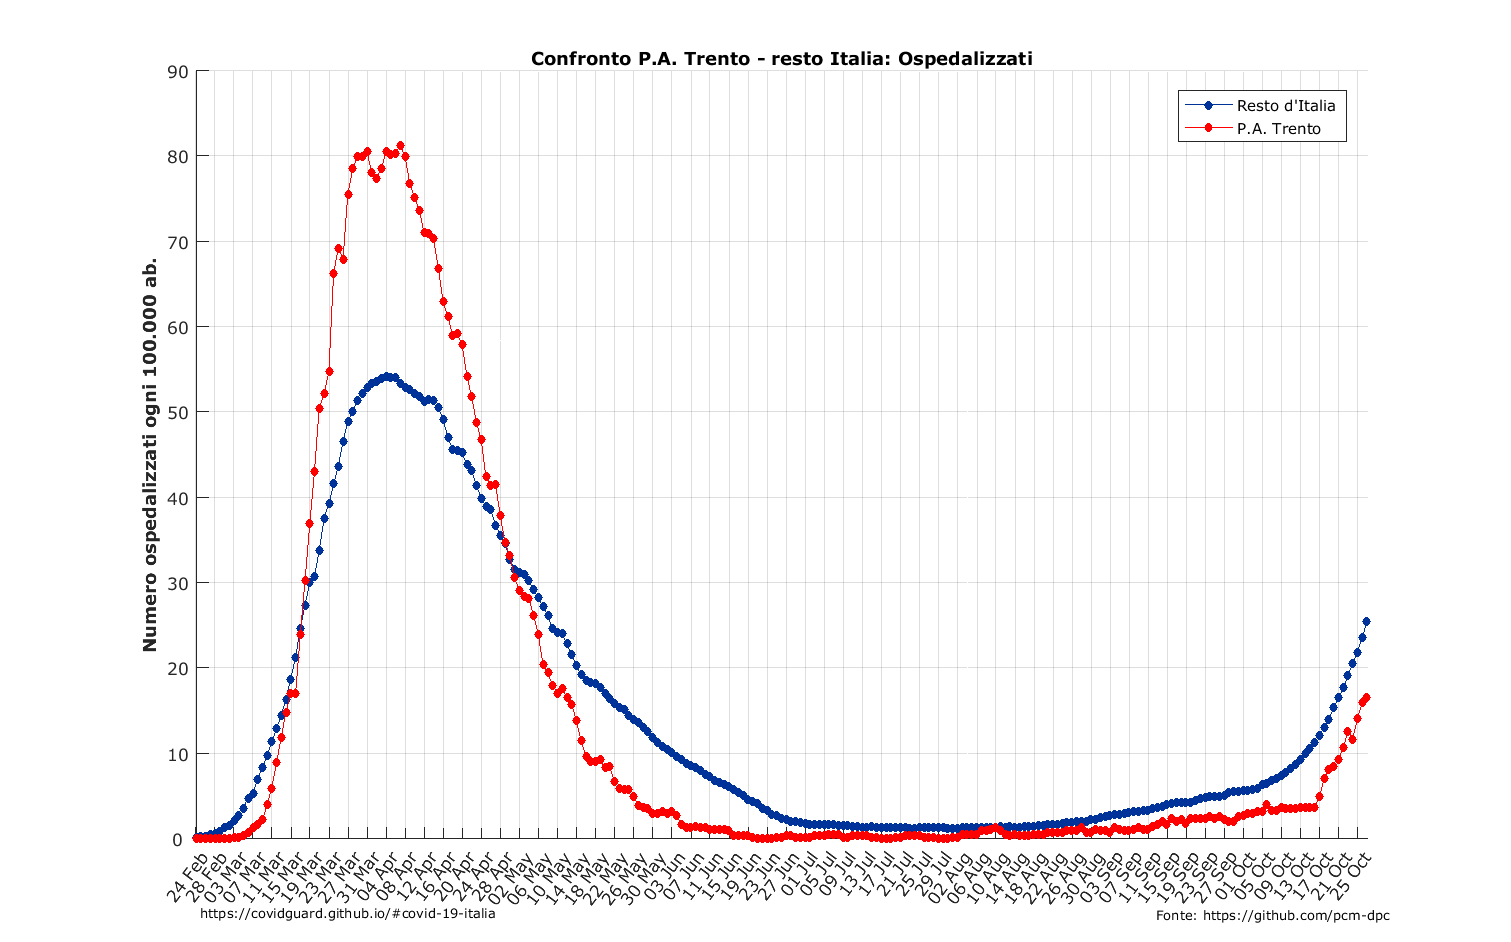 Confronto P.A. Trento - resto Italia: Ospedalizzati
Resto d'Italia
P.A. Trento
Numero ospedalizzati ogni 100.000 ab.
90
80
70
60
50
40
30
20
10
0
24 Feb
28 Feb
03 Mar
07 Mar
11 Mar
15 Mar
19 Mar
23 Mar
27 Mar
31 Mar
04 Apr
08 Apr
12 Apr
16 Apr
20 Apr
24 Apr
28 Apr
02 May
06 May
10 May
14 May
18 May
22 May
26 May
30 May
03 Jun
07 Jun
11 Jun
15 Jun
19 Jun
23 Jun
27 Jun
01 Jul
05 Jul
09 Jul
13 Jul
17 Jul
21 Jul
25 Jul
29 Jul
02 Aug
06 Aug
10 Aug
14 Aug
18 Aug
22 Aug
26 Aug
30 Aug
03 Sep
07 Sep
11 Sep
15 Sep
19 Sep
23 Sep
27 Sep
01 Oct
05 Oct
09 Oct
13 Oct
17 Oct
21 Oct
25 Oct
https://covidguard.github.io/#covid-19-italia
Fonte: https://github.com/pcm-dpc